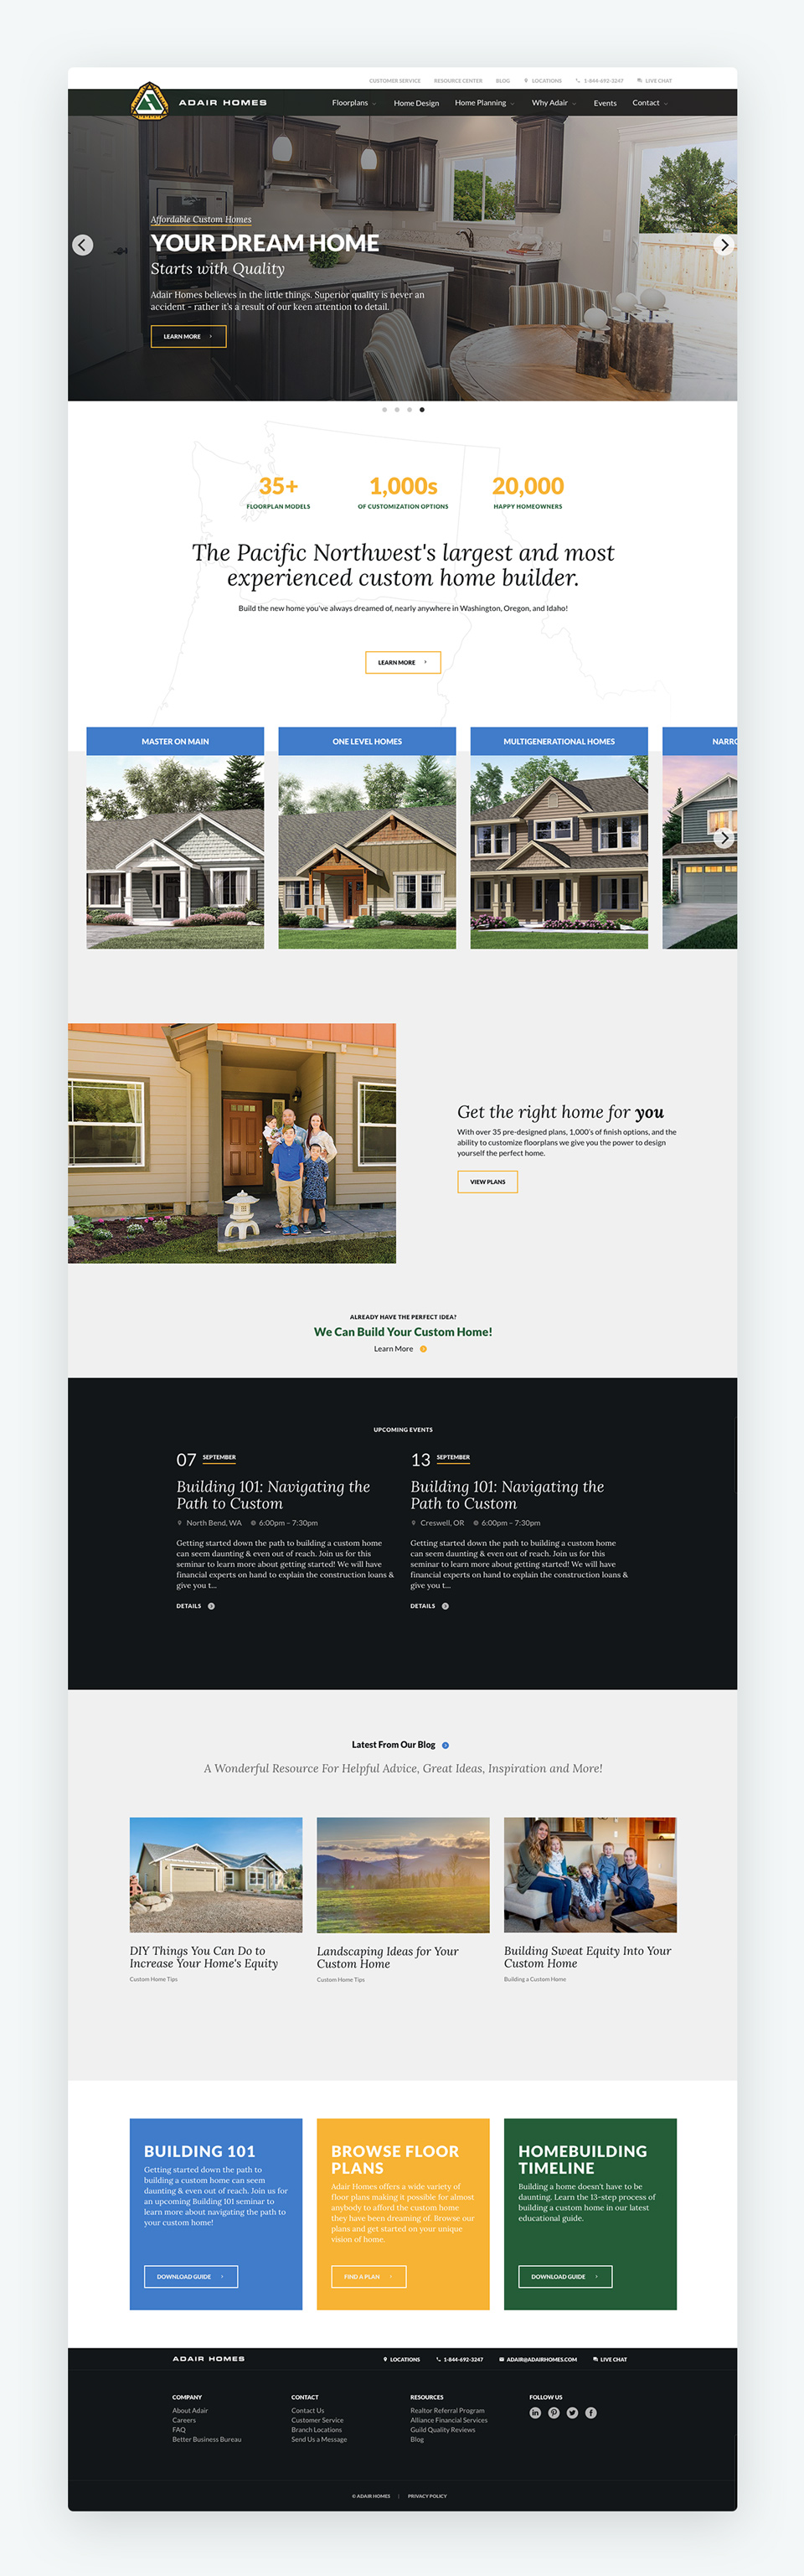 CUSTOMER SERVICE RESOURCE CENTER BLOG LOCATIONS 1-844-692-3247 LIVE CHAT
ADAIR HOMES Floorplans Home Design Home Planning Why Adair Events Contact
Affordable Custom Homes
YOUR DREAM HOME
Starts with Quality
Adair Homes believes in the little things. Superior quality is never an
accident - rather it's a result of our keen attention to detail.
LEARN MORE
35+ 1,000s 20,000
FLOORPLAN MODELS OF CUSTOMIZATION OPTIONS HAPPY HOMEOWNERS
The Pacific Northwest's largest and most
experienced custom home builder.
Build the new home you've always dreamed of, nearly anywhere in Washington, Oregon, and Idaho!
LEARN MORE
MASTER ON MAIN ONE LEVEL HOMES MULTIGENERATIONAL HOMES NARRO
Get the right home for you
With over 35 pre-designed plans, 1,000's of finish options, and the
ability to customize floorplans we give you the power to design
yourself the perfect home.
VIEW PLANS
ALREADY HAVE THE PERFECT IDEA?
We Can Build Your Custom Home!
Learn More
UPCOMING EVENTS
07 SEPTEMBER
Building 101: Navigating the
Path to Custom
North Bend, WA 6:00pm – 7:30pm
Getting started down the path to building a custom home
can seem daunting & even out of reach. Join us for this
seminar to learn more about getting started! We will have
financial experts on hand to explain the construction loans &
give you t...
DETAILS
13 SEPTEMBER
Building 101: Navigating the
Path to Custom
Creswell, OR 6:00pm – 7:30pm
Getting started down the path to building a custom home
can seem daunting & even out of reach. Join us for this
seminar to learn more about getting started! We will have
financial experts on hand to explain the construction loans &
give you t...
DETAILS
Latest From Our Blog
A Wonderful Resource For Helpful Advice, Great Ideas, Inspiration and More!
DIY Things You Can Do to
Increase Your Home's Equity
Custom Home Tips
Landscaping Ideas for Your
Custom Home
Custom Home Tips
Building Sweat Equity Into Your
Custom Home
Building a Custom Home
BUILDING 101
Getting started down the path to
building a custom home can seem
daunting & even out of reach. Join us for
an upcoming Building 101 seminar to
learn more about navigating the path to
your custom home!
DOWNLOAD GUIDE
BROWSE FLOOR
PLANS
Adair Homes offers a wide variety of
floor plans making it possible for almost
anybody to afford the custom home
they have been dreaming of. Browse our
plans and get started on your unique
vision of home.
FIND A PLAN
HOMEBUILDING
TIMELINE
Building a home doesn't have to be
daunting. Learn the 13-step process of
building a custom home in our latest
educational guide.
DOWNLOAD GUIDE
ADAIR HOMES LOCATIONS 1-844-692-3247 ADAIR@ADAIRHOMES.COM LIVE CHAT
COMPANY
About Adair
Careers
FAQ
Better Business Bureau
CONTACT
Contact Us
Customer Service
Branch Locations
Send Us a Message
RESOURCES
Realtor Referral Program
Alliance Financial Services
Guild Quality Reviews
Blog
FOLLOW US
© ADAIR HOMES | PRIVACY POLICY